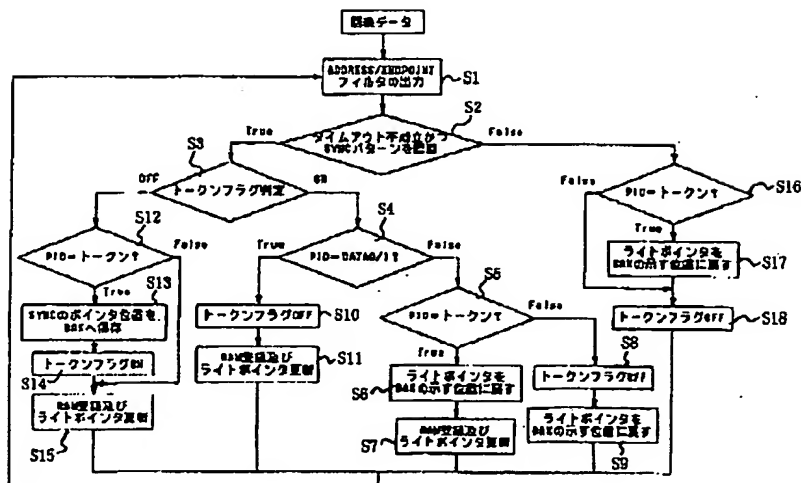 回復データ
ADDRESS/ENDPOINT
フィルタの出力
S1
S2
タイムアウト不成立かつ
SYNCパターンを
True
False
S3
トークンフラグ判定
OFF
ON
S16
PID=トークン?
False
True
S12
PID=トークン?
False
True
S4
PID=DATA0/1?
True
False
S17
ライトポインタを
BAKの示す位置に戻す
S13
SYNCのポインタ位置を、
BAKへ保存
S5
PID=トークン?
False
True
S10
トークンフラグOFF
S18
トークンフラグOFF
S14
トークンフラグON
S11
RAM登録及び
ライトポインタ更新
S6
ライトポインタを
BAKの示す位置に戻す
S8
トークンフラグOFF
S15
RAM登録及び
ライトポインタ更新
S7
RAM登録及び
ライトポインタ更新
S9
ライトポインタを
BAKの示す位置に戻す